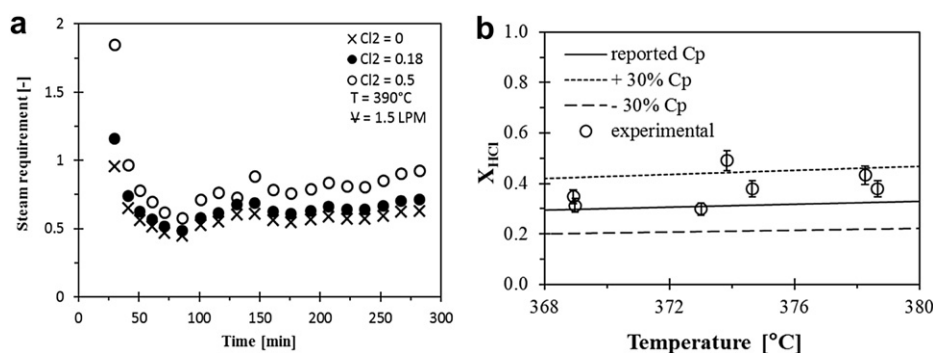 a
Steam requirement [-]
2
1.5
1
0.5
0
0 50 100 150 200 250 300
Time [min]
× Cl2 = 0
● Cl2 = 0.18
○ Cl2 = 0.5
T = 390°C
V = 1.5 LPM
b
X_HCl
1.0
0.8
0.6
0.4
0.2
0.0
368 372 376 380
Temperature [°C]
reported Cp
+ 30% Cp
- 30% Cp
experimental